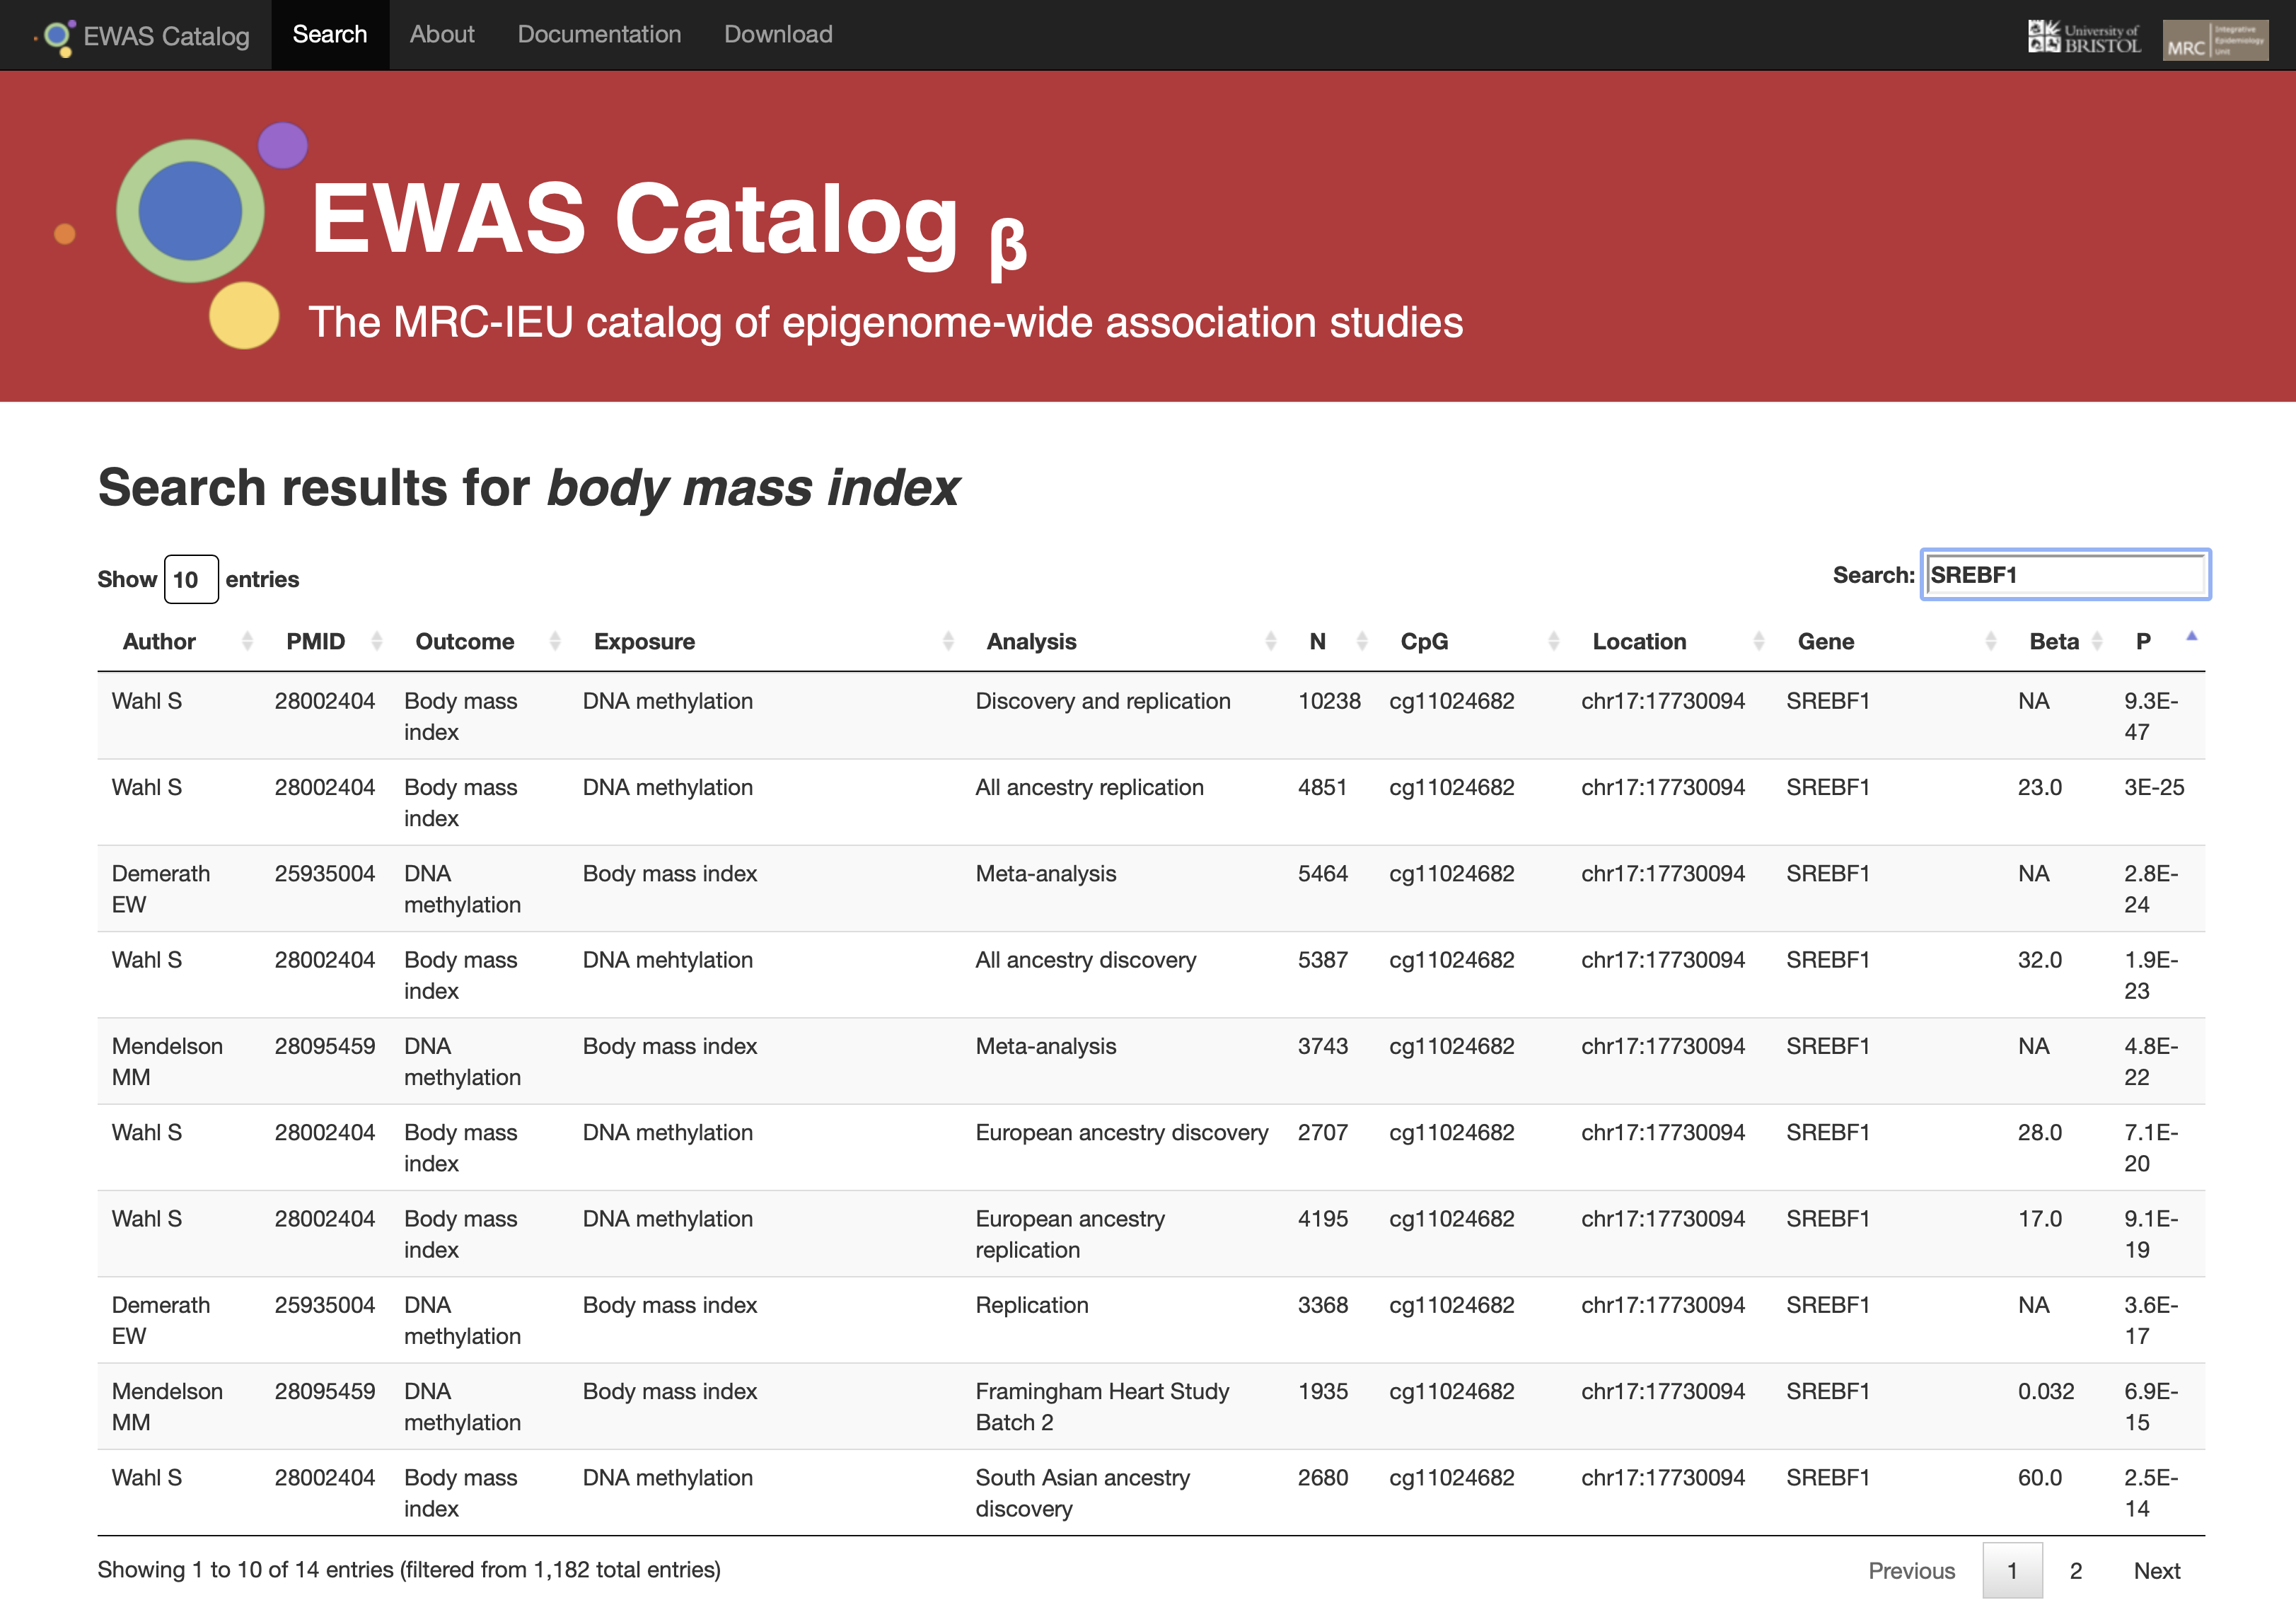 EWAS Catalog Search About Documentation Download University of BRISTOL MRC Integrative Epidemiology Unit
EWAS Catalog β
The MRC-IEU catalog of epigenome-wide association studies
Search results for body mass index
Show 10 entries Search: SREBF1
Author PMID Outcome Exposure Analysis N CpG Location Gene Beta P
Wahl S 28002404 Body mass DNA methylation Discovery and replication 10238 cg11024682 chr17:17730094 SREBF1 NA 9.3E-
index 47
Wahl S 28002404 Body mass DNA methylation All ancestry replication 4851 cg11024682 chr17:17730094 SREBF1 23.0 3E-25
index
Demerath 25935004 DNA Body mass index Meta-analysis 5464 cg11024682 chr17:17730094 SREBF1 NA 2.8E-
EW methylation 24
Wahl S 28002404 Body mass DNA mehtylation All ancestry discovery 5387 cg11024682 chr17:17730094 SREBF1 32.0 1.9E-
index 23
Mendelson 28095459 DNA Body mass index Meta-analysis 3743 cg11024682 chr17:17730094 SREBF1 NA 4.8E-
MM methylation 22
Wahl S 28002404 Body mass DNA methylation European ancestry discovery 2707 cg11024682 chr17:17730094 SREBF1 28.0 7.1E-
index 20
Wahl S 28002404 Body mass DNA methylation European ancestry 4195 cg11024682 chr17:17730094 SREBF1 17.0 9.1E-
index replication 19
Demerath 25935004 DNA Body mass index Replication 3368 cg11024682 chr17:17730094 SREBF1 NA 3.6E-
EW methylation 17
Mendelson 28095459 DNA Body mass index Framingham Heart Study 1935 cg11024682 chr17:17730094 SREBF1 0.032 6.9E-
MM methylation Batch 2 15
Wahl S 28002404 Body mass DNA methylation South Asian ancestry 2680 cg11024682 chr17:17730094 SREBF1 60.0 2.5E-
index discovery 14
Showing 1 to 10 of 14 entries (filtered from 1,182 total entries) Previous 1 2 Next